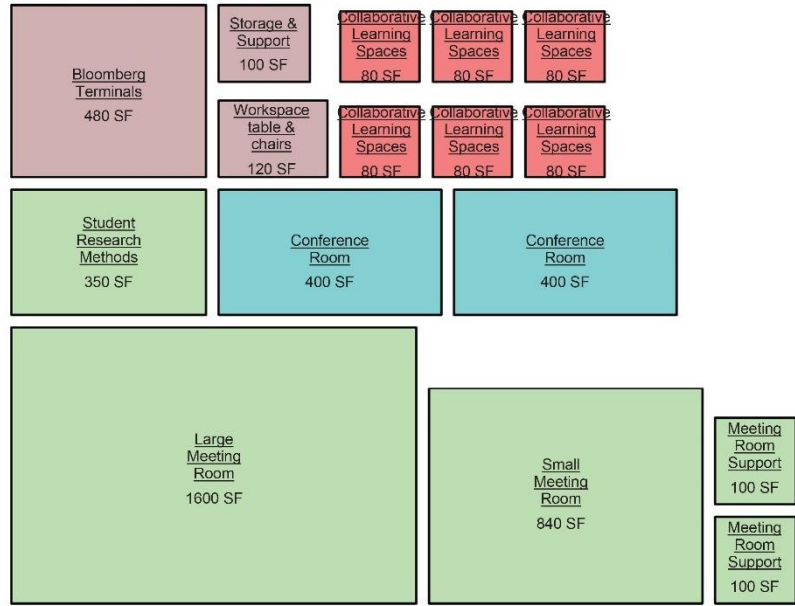 Bloomberg
Terminals
480 SF
Storage &
Support
100 SF
Collaborative
Learning
Spaces
80 SF
Collaborative
Learning
Spaces
80 SF
Collaborative
Learning
Spaces
80 SF
Workspace
table &
chairs
120 SF
Collaborative
Learning
Spaces
80 SF
Collaborative
Learning
Spaces
80 SF
Collaborative
Learning
Spaces
80 SF
Student
Research
Methods
350 SF
Conference
Room
400 SF
Conference
Room
400 SF
Large
Meeting
Room
1600 SF
Small
Meeting
Room
840 SF
Meeting
Room
Support
100 SF
Meeting
Room
Support
100 SF